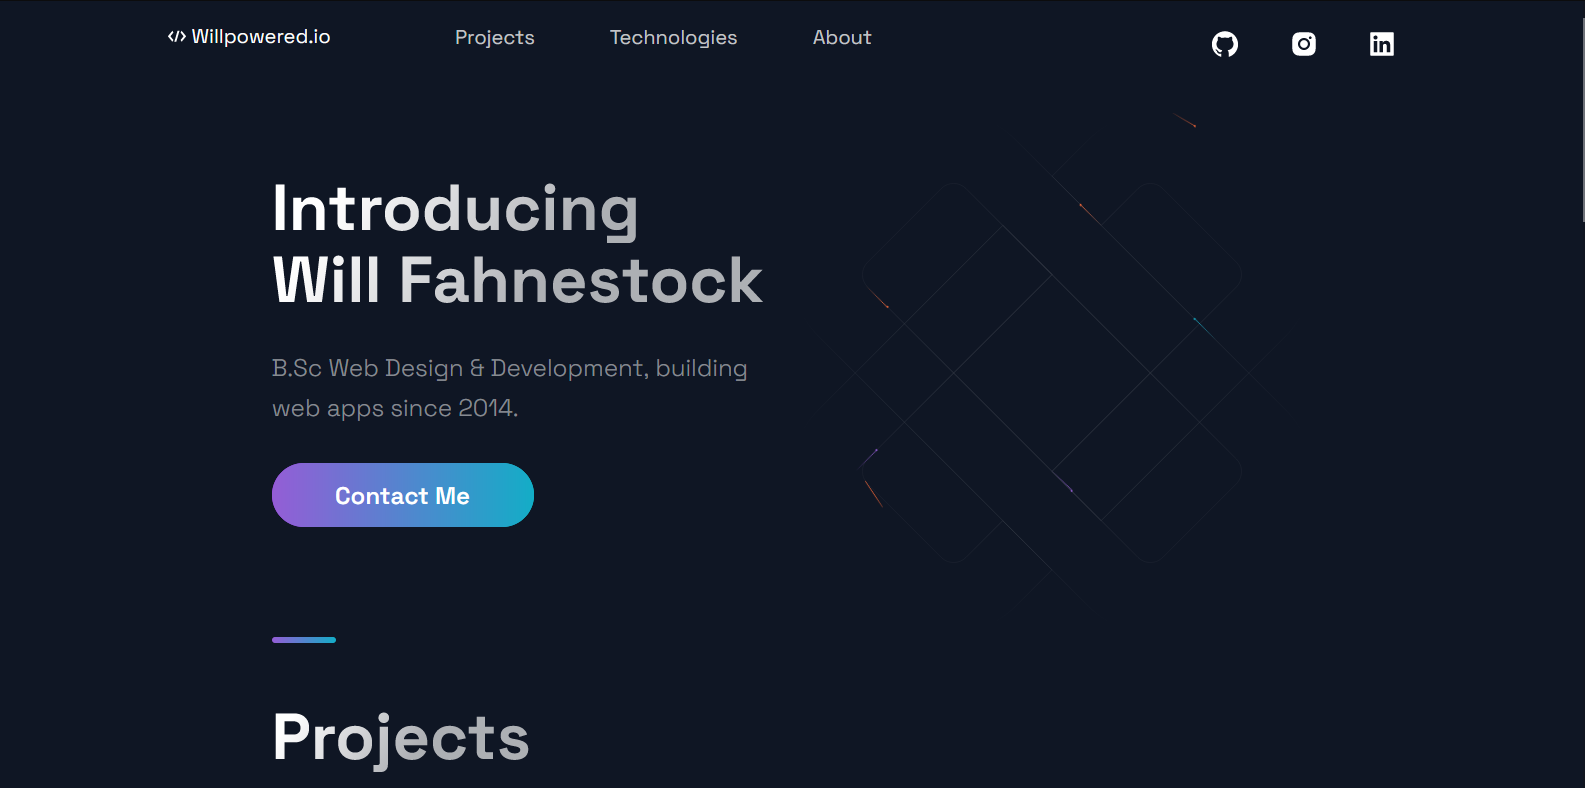 </> Willpowered.io
Projects
Technologies
About
Introducing
Will Fahnestock
B.Sc Web Design & Development, building
web apps since 2014.
Contact Me
Projects